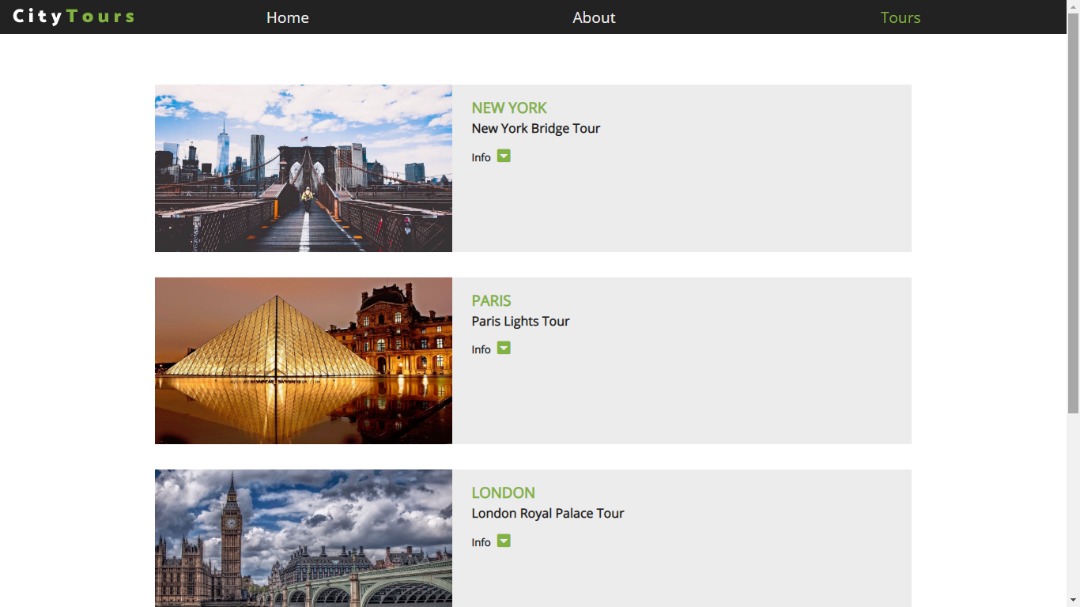 CityTours Home About Tours
NEW YORK
New York Bridge Tour
Info
PARIS
Paris Lights Tour
Info
LONDON
London Royal Palace Tour
Info